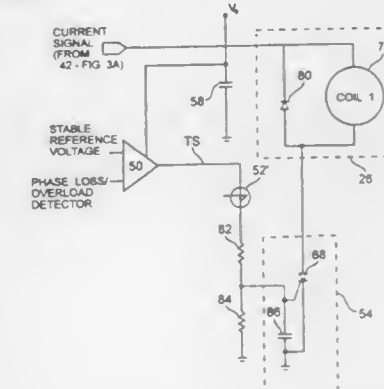 V₀
CURRENT
SIGNAL
(FROM
42 - FIG 3A)
80
7
COIL 1
58
26
STABLE
REFERENCE
VOLTAGE
TS
50
PHASE LOSS/
OVERLOAD
DETECTOR
52
82
88
84
86
54